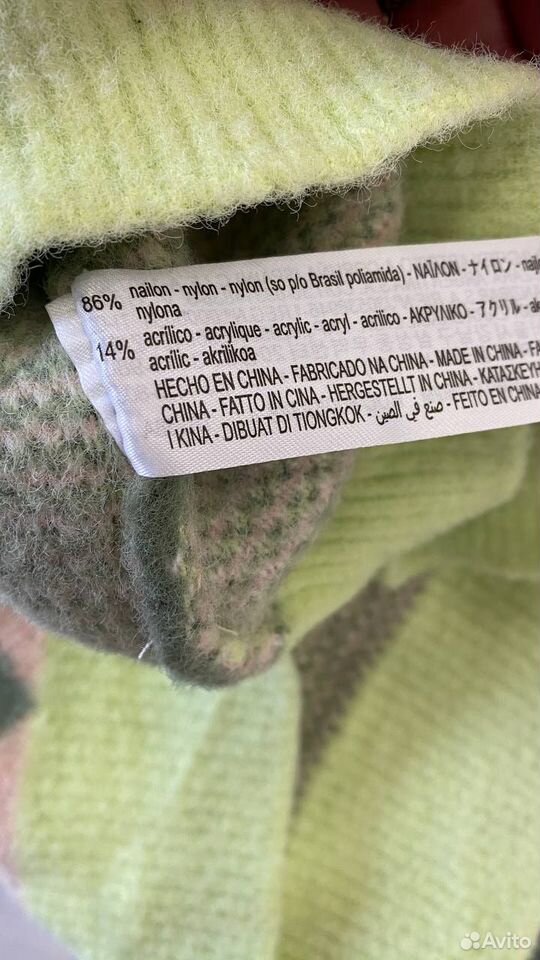 86% nailon - nylon - nylon (so p/o Brasil poliamida) - ΝΑΪΛΟΝ - ナイロン - naijl
nylona
14% acrílico - acrylique - acrylic - acryl - acrilico - ΑΚΡΥΛΙΚΟ - アクリル - ak
acrílic - akrilikoa
HECHO EN CHINA - FABRICADO NA CHINA - MADE IN CHINA - FA
CHINA - FATTO IN CINA - HERGESTELLT IN CHINA - ΚΑΤΑΣΚΕΥΗ
I KINA - DIBUAT DI TIONGKOK - صنع في الصين - FEITO EN CHINA
Avito